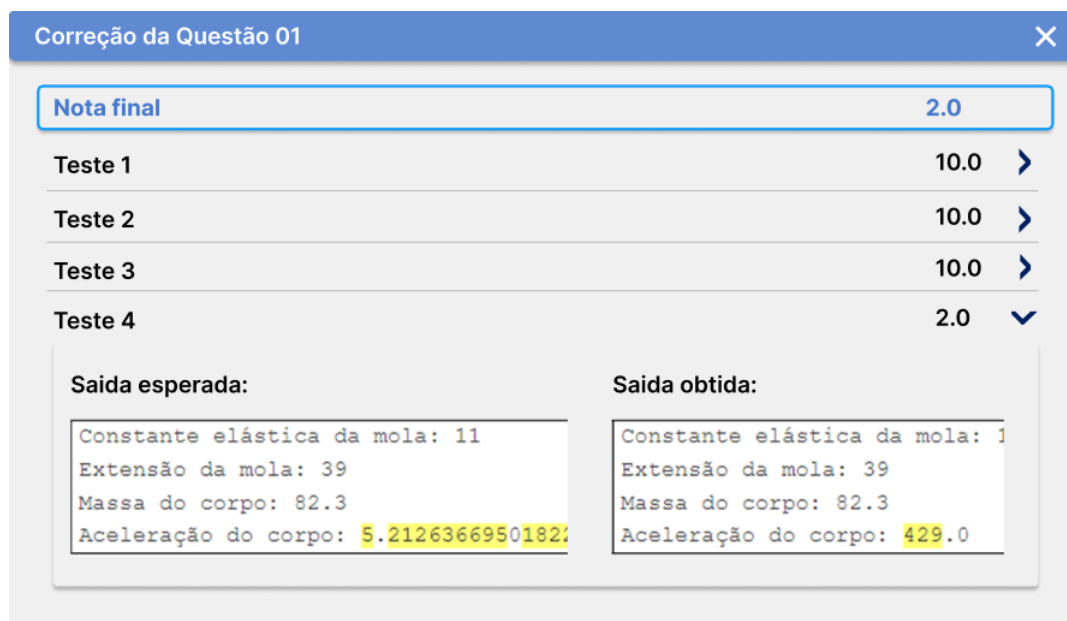 Correção da Questão 01
Nota final 2.0
Teste 1 10.0
Teste 2 10.0
Teste 3 10.0
Teste 4 2.0
Saida esperada:
Constante elástica da mola: 11
Extensão da mola: 39
Massa do corpo: 82.3
Aceleração do corpo: 5.21263669501822
Saida obtida:
Constante elástica da mola: 1
Extensão da mola: 39
Massa do corpo: 82.3
Aceleração do corpo: 429.0